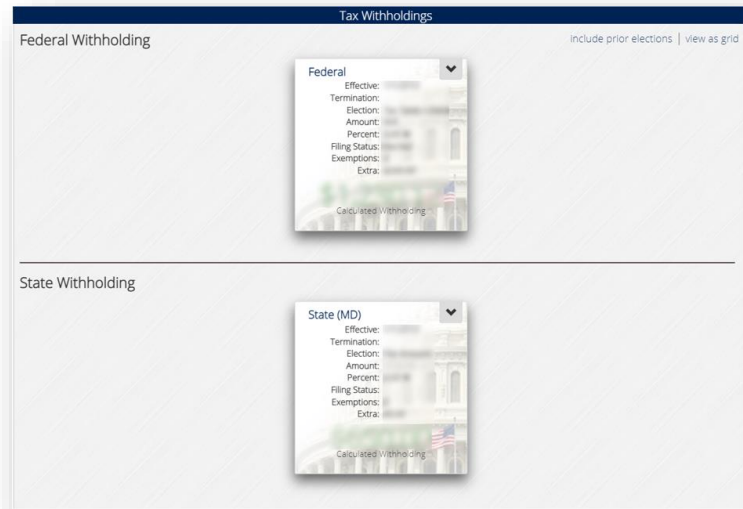 Tax Withholdings
Federal Withholding
include prior elections | view as grid
Federal
Effective:
Termination:
Election:
Amount:
Percent:
Filing Status:
Exemptions:
Extra:
Calculated Withholding
State Withholding
State (MD)
Effective:
Termination:
Election:
Amount:
Percent:
Filing Status:
Exemptions:
Extra:
Calculated Withholding